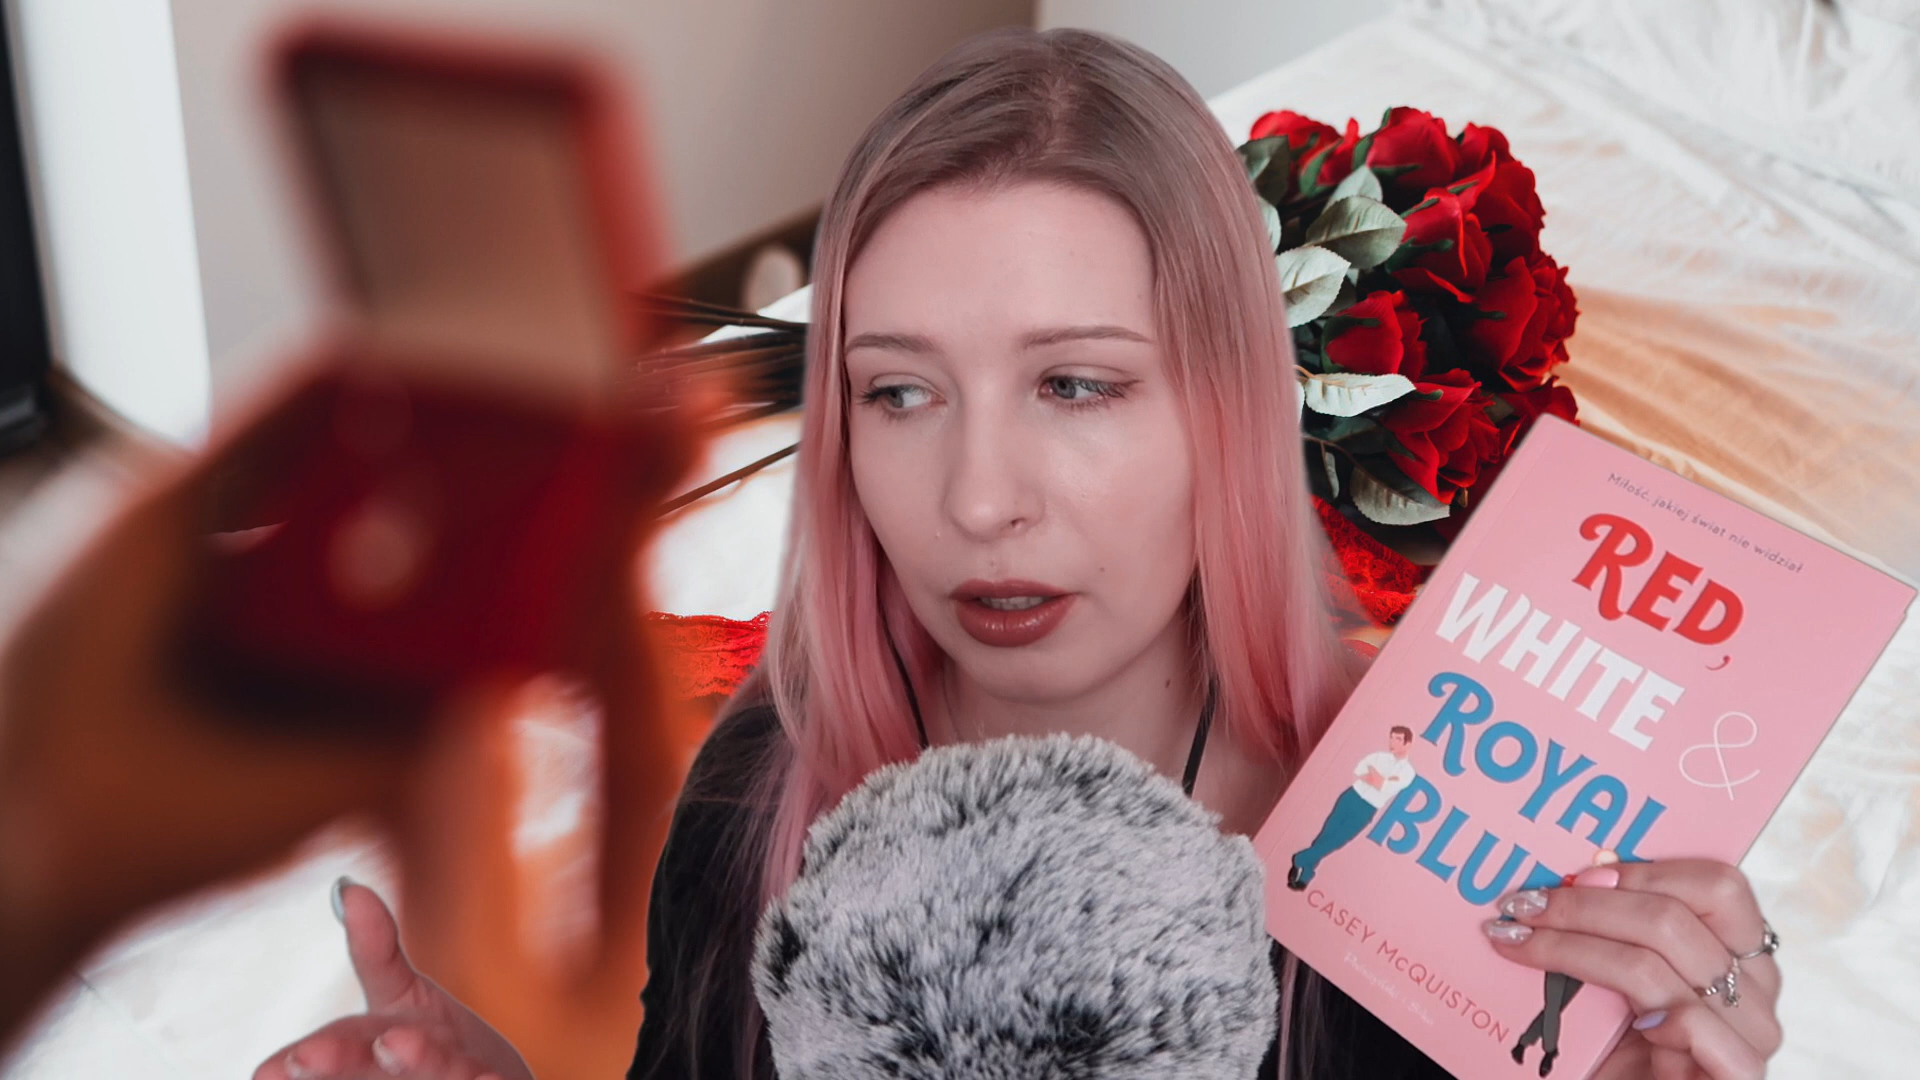 Miłość, jakiej świat nie widział
RED,
WHITE
&
ROYAL
BLUE
CASEY McQUISTON